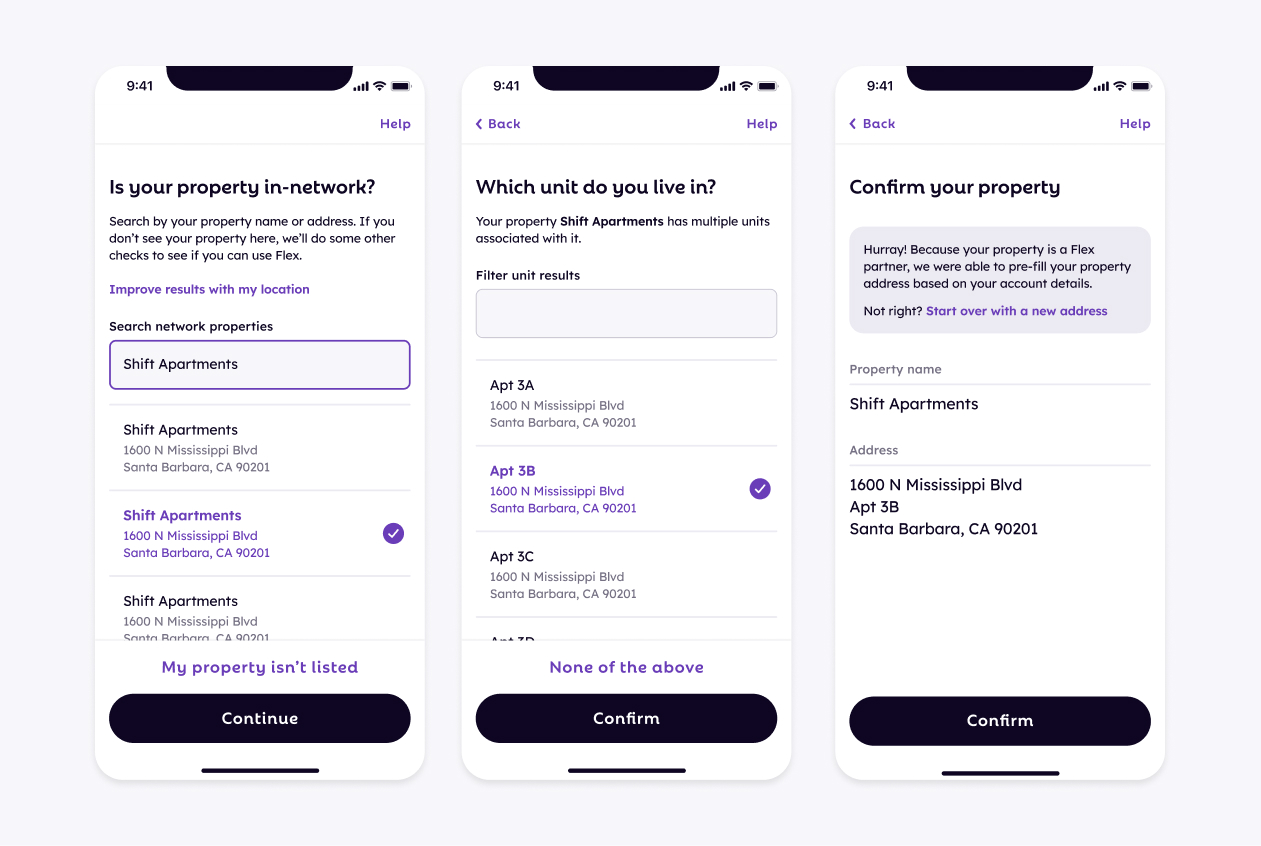 9:41
Help
Is your property in-network?
Search by your property name or address. If you
don’t see your property here, we’ll do some other
checks to see if you can use Flex.
Improve results with my location
Search network properties
Shift Apartments
Shift Apartments
1600 N Mississippi Blvd
Santa Barbara, CA 90201
Shift Apartments
1600 N Mississippi Blvd
Santa Barbara, CA 90201
Shift Apartments
1600 N Mississippi Blvd
Santa Barbara, CA 90201
My property isn’t listed
Continue
9:41
Back
Help
Which unit do you live in?
Your property Shift Apartments has multiple units
associated with it.
Filter unit results
Apt 3A
1600 N Mississippi Blvd
Santa Barbara, CA 90201
Apt 3B
1600 N Mississippi Blvd
Santa Barbara, CA 90201
Apt 3C
1600 N Mississippi Blvd
Santa Barbara, CA 90201
Apt 3D
None of the above
Confirm
9:41
Back
Help
Confirm your property
Hurray! Because your property is a Flex
partner, we were able to pre-fill your property
address based on your account details.
Not right? Start over with a new address
Property name
Shift Apartments
Address
1600 N Mississippi Blvd
Apt 3B
Santa Barbara, CA 90201
Confirm